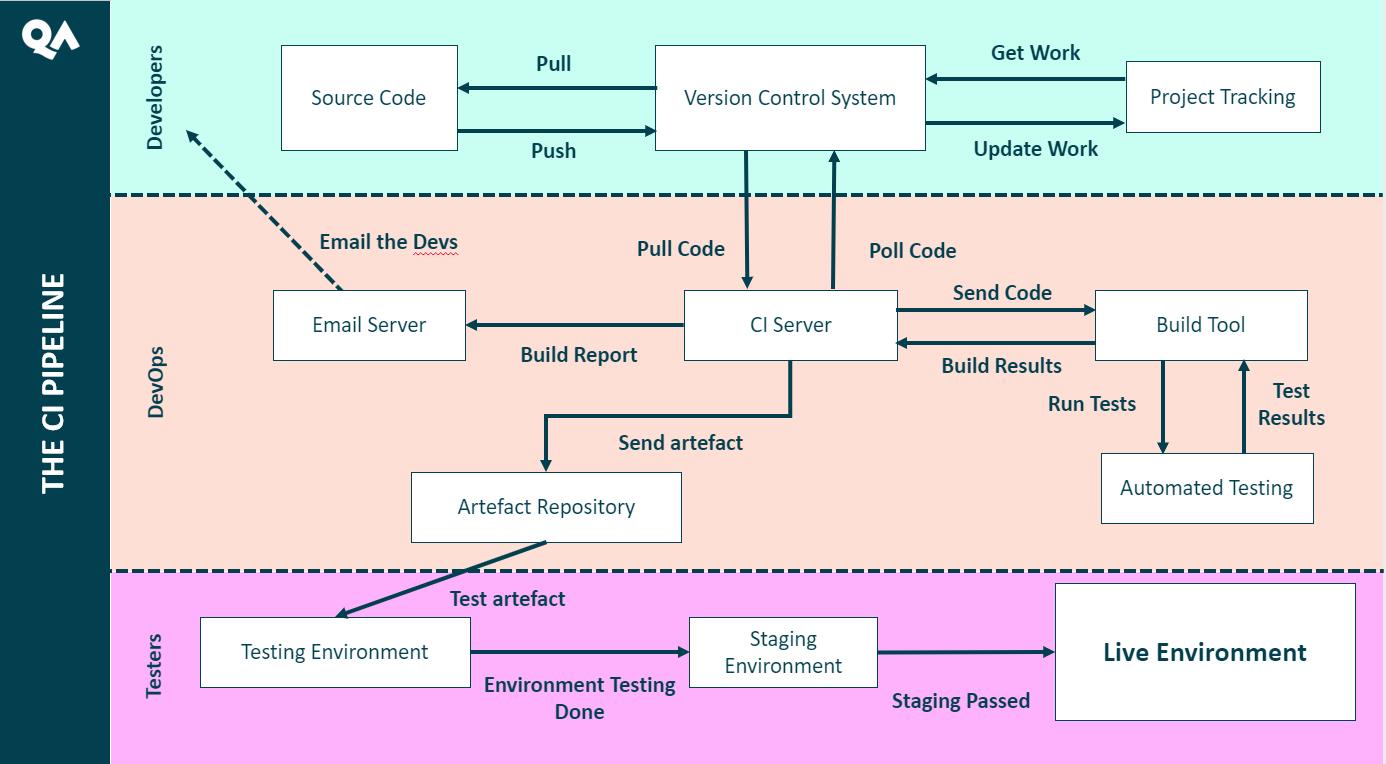 QA
THE CI PIPELINE
Developers
Source Code
Pull
Push
Version Control System
Get Work
Update Work
Project Tracking
DevOps
Email the Devs
Pull Code
Poll Code
Email Server
Build Report
CI Server
Send Code
Build Results
Build Tool
Run Tests
Test
Results
Automated Testing
Send artefact
Artefact Repository
Testers
Test artefact
Testing Environment
Environment Testing
Done
Staging
Environment
Staging Passed
Live Environment